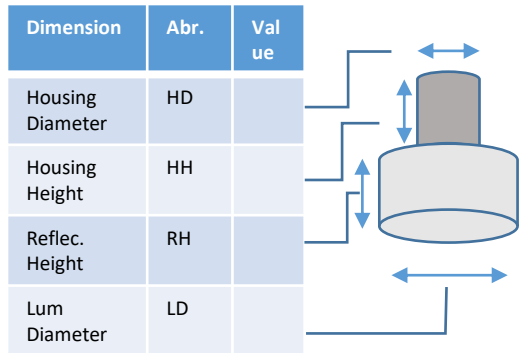 Dimension Abr. Val
ue
Housing HD
Diameter
Housing HH
Height
Reflec. RH
Height
Lum LD
Diameter